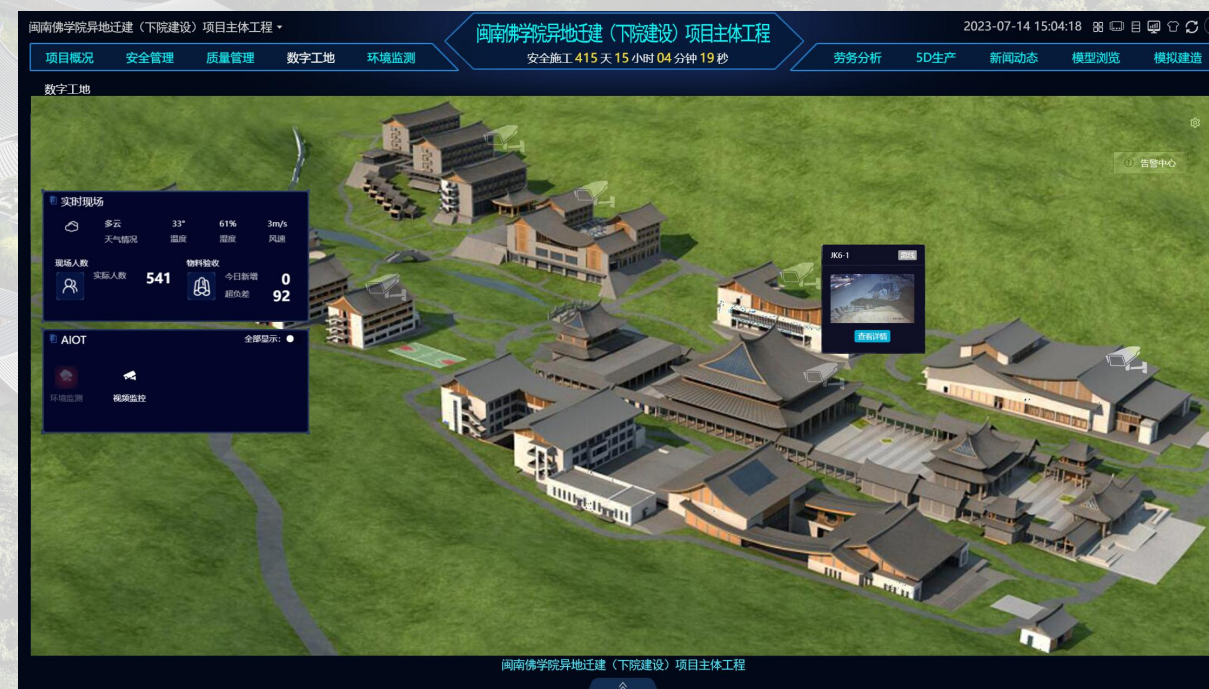 闽南佛学院异地迁建（下院建设）项目主体工程
闽南佛学院异地迁建（下院建设）项目主体工程
2023-07-14 15:04:18
项目概况 安全管理 质量管理 数字工地 环境监测
安全施工 415 天 15 小时 04 分钟 19 秒
劳务分析 5D生产 新闻动态 模型浏览 模拟建造
数字工地
告警中心
实时现场
多云 33° 61% 3m/s
天气情况 温度 湿度 风速
现场人数 物料验收
实际人数 541 今日新增 0
超负差 92
AIOT 全部显示：
环境监测 视频监控
JK6-1 离线
查看详情
闽南佛学院异地迁建（下院建设）项目主体工程